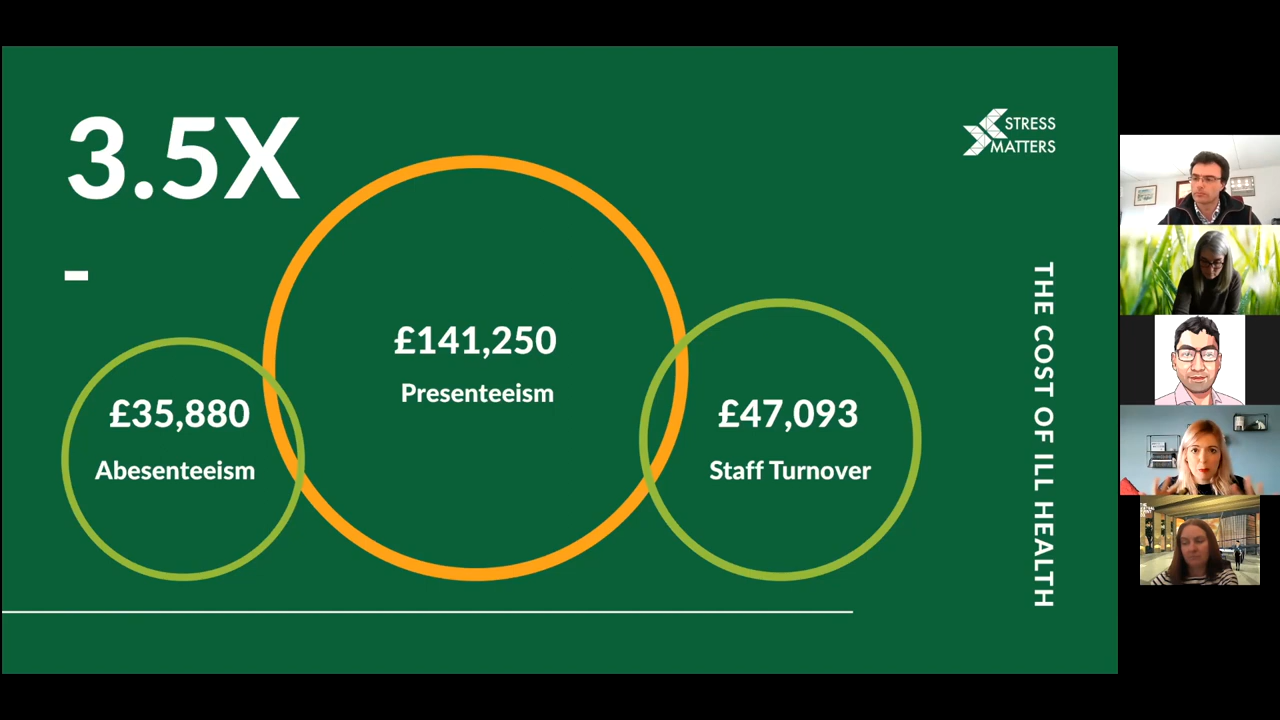 3.5X
-
STRESS
MATTERS
£141,250
Presenteeism
£35,880
Abesenteeism
£47,093
Staff Turnover
THE COST OF ILL HEALTH